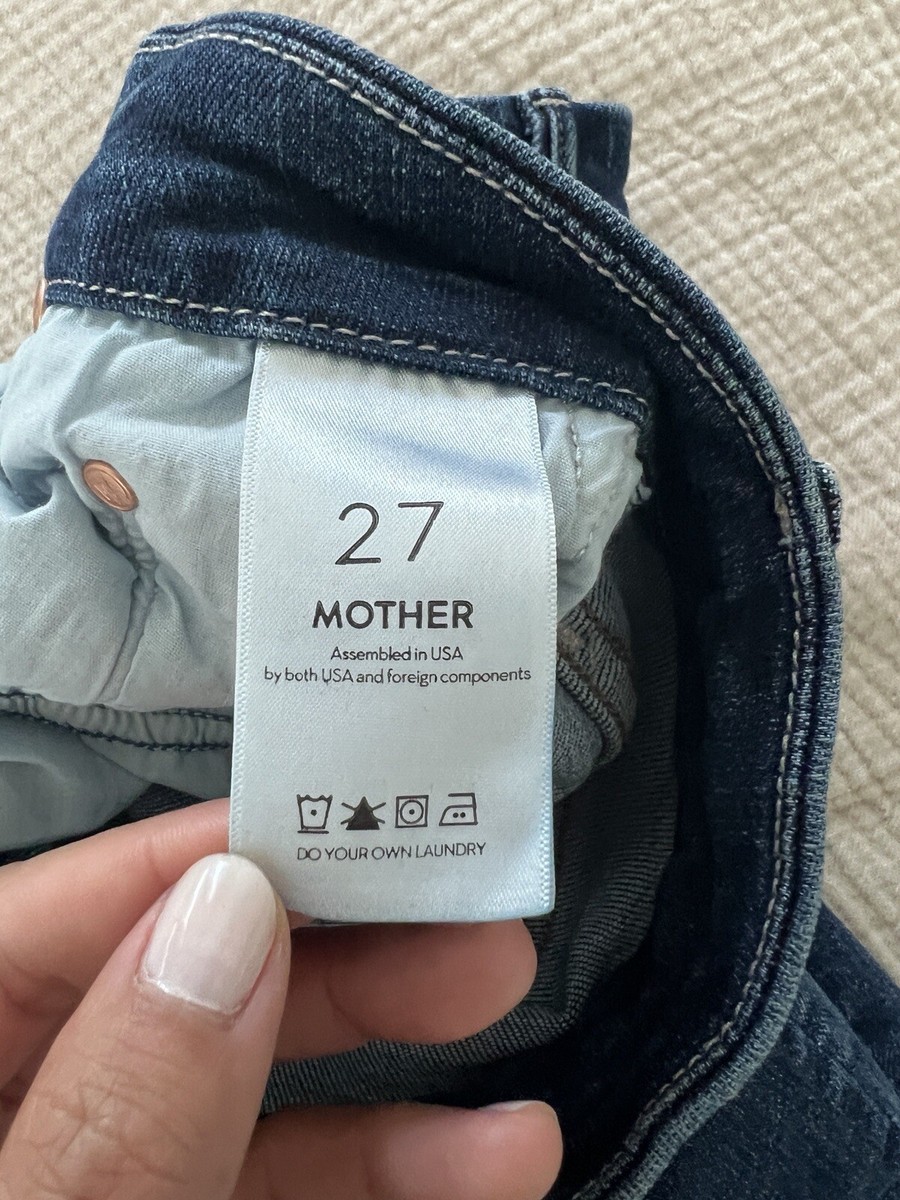 27
MOTHER
Assembled in USA
by both USA and foreign components
DO YOUR OWN LAUNDRY